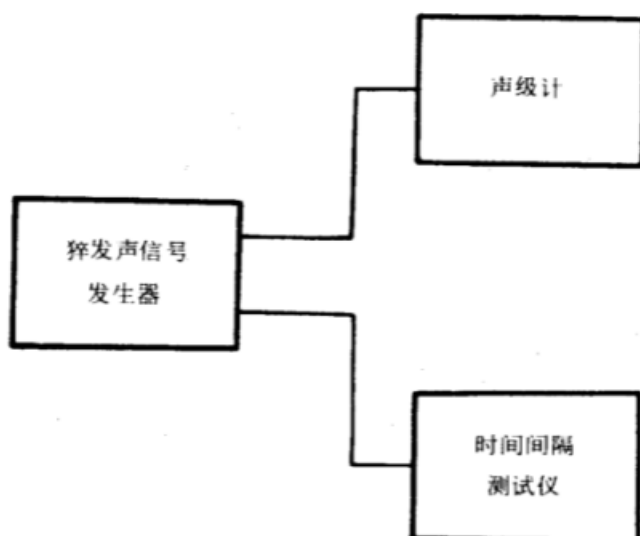 声级计
猝发声信号
发生器
时间间隔
测试仪